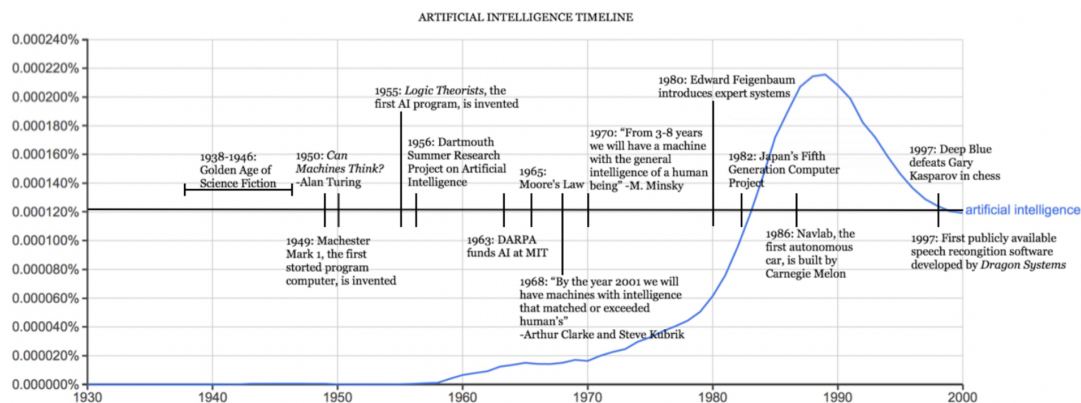 ARTIFICIAL INTELLIGENCE TIMELINE
0.000240%
0.000220%
0.000200%
0.000180%
0.000160%
0.000140%
0.000120%
0.000100%
0.000080%
0.000060%
0.000040%
0.000020%
0.000000%
1938-1946:
Golden Age of
Science Fiction
1949: Machester
Mark 1, the first
storted program
computer, is invented
1950: Can
Machines Think?
-Alan Turing
1955: Logic Theorists, the
first AI program, is invented
1956: Dartmouth
Summer Research
Project on Artificial
Intelligence
1963: DARPA
funds AI at MIT
1965:
Moore's Law
1968: “By the year 2001 we will
have machines with intelligence
that matched or exceeded
human's”
-Arthur Clarke and Steve Kubrik
1970: “From 3-8 years
we will have a machine
with the general
intelligence of a human
being” -M. Minsky
1980: Edward Feigenbaum
introduces expert systems
1982: Japan's Fifth
Generation Computer
Project
1986: Navlab, the
first autonomous
car, is built by
Carnegie Melon
1997: Deep Blue
defeats Gary
Kasparov in chess
artificial intelligence
1997: First publicly available
speech recongition software
developed by Dragon Systems
1930
1940
1950
1960
1970
1980
1990
2000